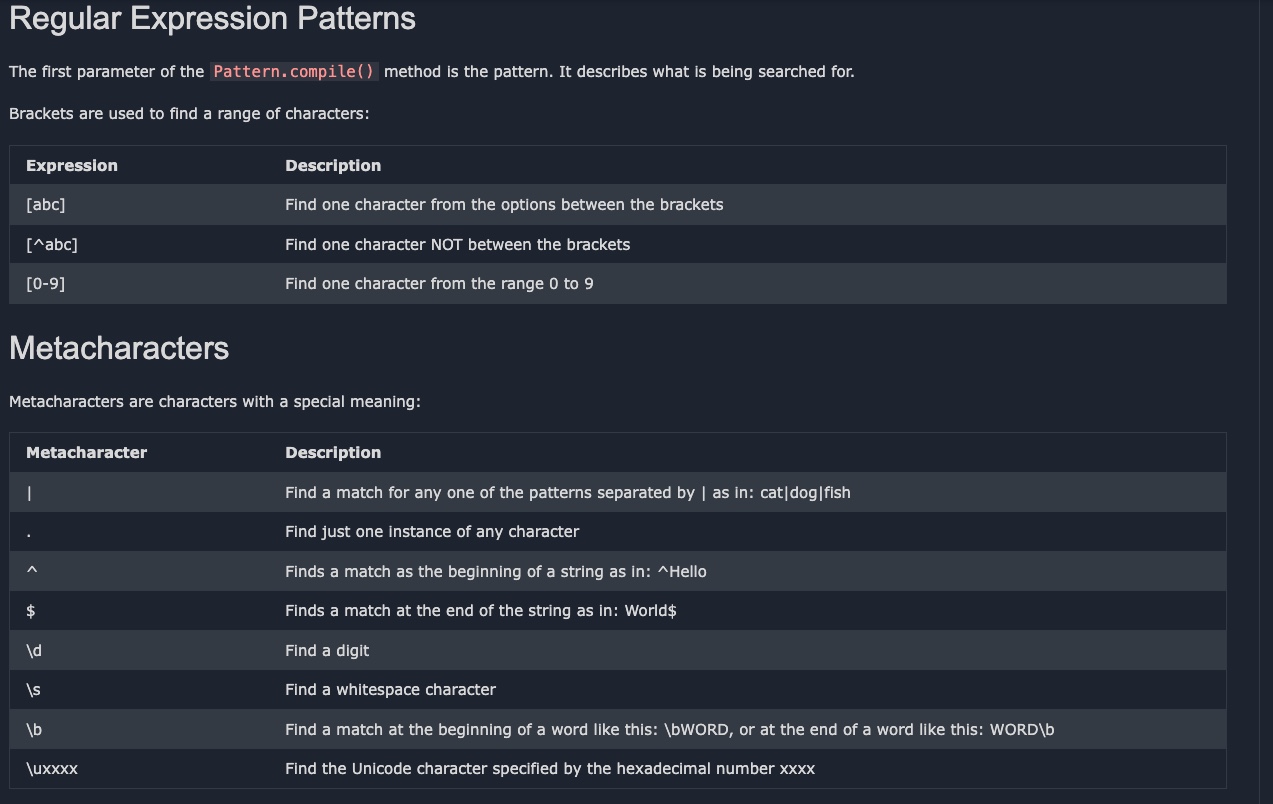 Regular Expression Patterns
The first parameter of the Pattern.compile() method is the pattern. It describes what is being searched for.
Brackets are used to find a range of characters:
Expression Description
[abc] Find one character from the options between the brackets
[^abc] Find one character NOT between the brackets
[0-9] Find one character from the range 0 to 9
Metacharacters
Metacharacters are characters with a special meaning:
Metacharacter Description
| Find a match for any one of the patterns separated by | as in: cat|dog|fish
. Find just one instance of any character
^ Finds a match as the beginning of a string as in: ^Hello
$ Finds a match at the end of the string as in: World$
\d Find a digit
\s Find a whitespace character
\b Find a match at the beginning of a word like this: \bWORD, or at the end of a word like this: WORD\b
\uxxxx Find the Unicode character specified by the hexadecimal number xxxx